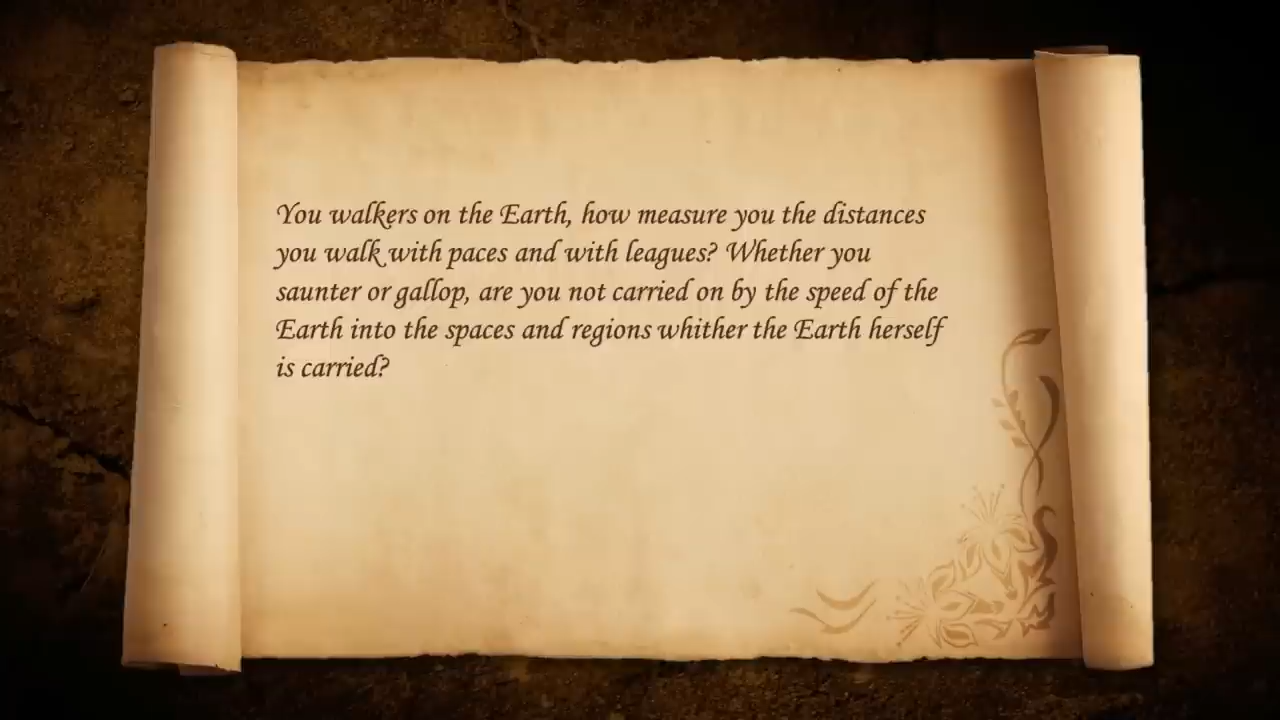 You walkers on the Earth, how measure you the distances
you walk with paces and with leagues? Whether you
saunter or gallop, are you not carried on by the speed of the
Earth into the spaces and regions whither the Earth herself
is carried?